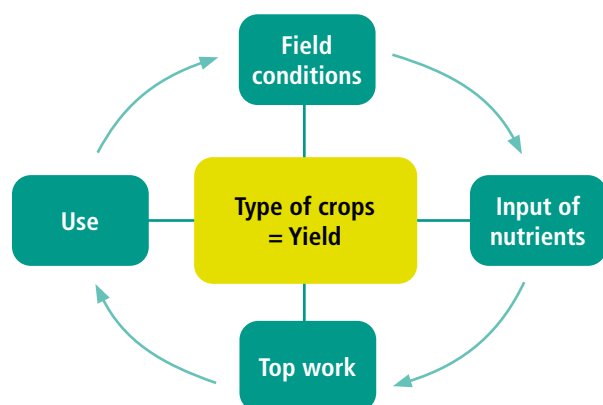 Field
conditions
Use
Type of crops
= Yield
Input of
nutrients
Top work